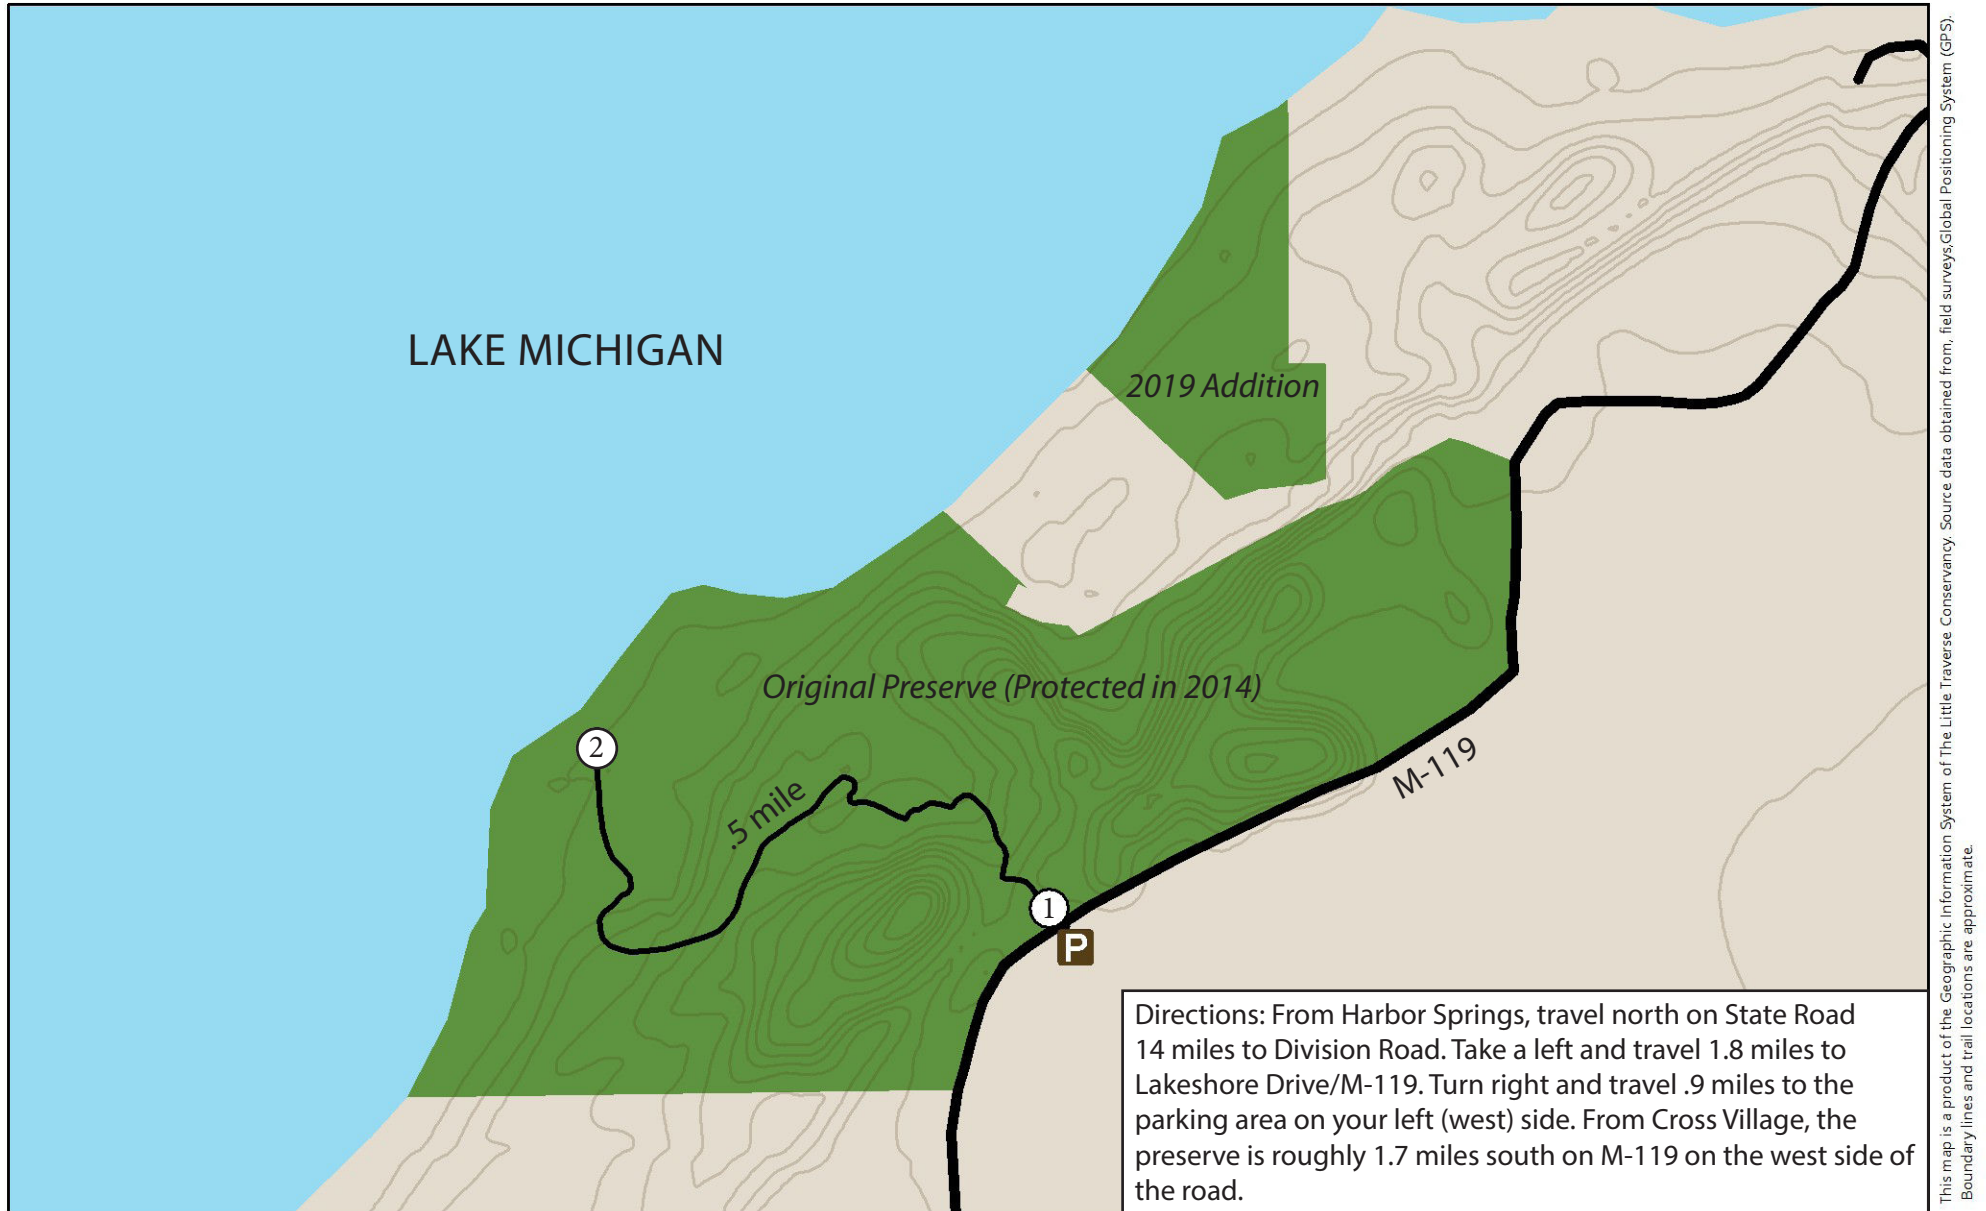 LAKE MICHIGAN
2019 Addition
Original Preserve (Protected in 2014)
2
.5 mile
M-119
1
P
Directions: From Harbor Springs, travel north on State Road
14 miles to Division Road. Take a left and travel 1.8 miles to
Lakeshore Drive/M-119. Turn right and travel .9 miles to the
parking area on your left (west) side. From Cross Village, the
preserve is roughly 1.7 miles south on M-119 on the west side of
the road.
This map is a product of the Geographic Information System of The Little Traverse Conservancy. Source data obtained from, field surveys,Global Positioning System (GPS).
Boundary lines and trail locations are approximate.